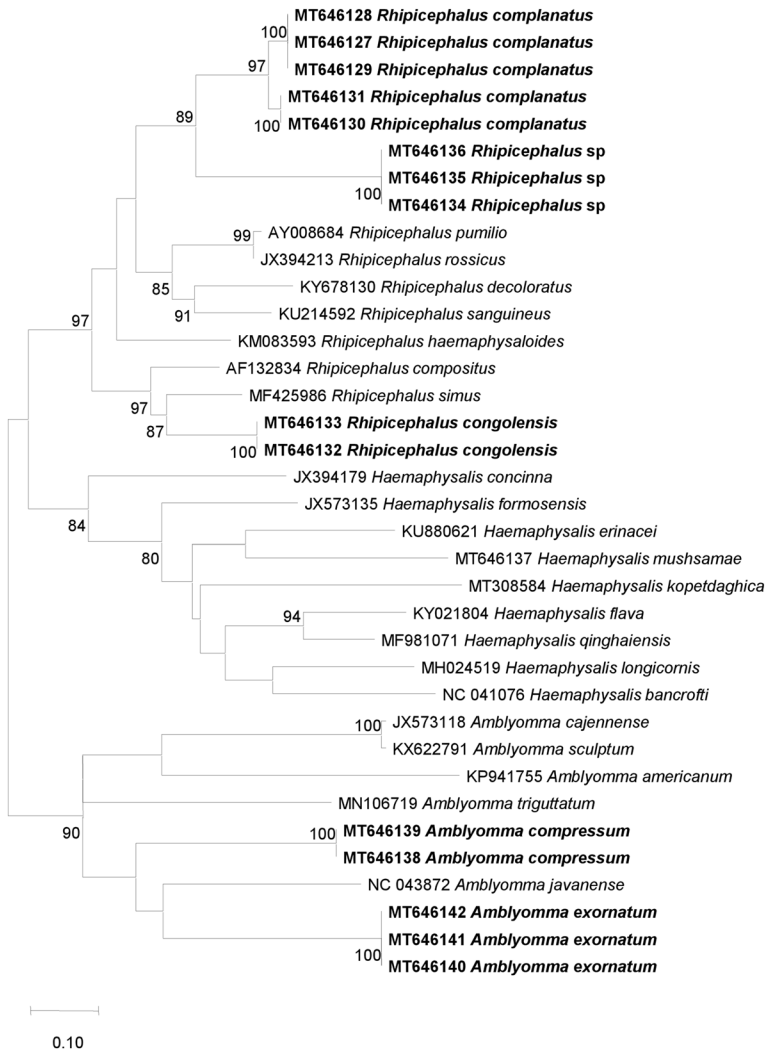 MT646128 Rhipicephalus complanatus
100
MT646127 Rhipicephalus complanatus
97
MT646129 Rhipicephalus complanatus
MT646131 Rhipicephalus complanatus
89
100
MT646130 Rhipicephalus complanatus
MT646136 Rhipicephalus sp
MT646135 Rhipicephalus sp
100
MT646134 Rhipicephalus sp
99
AY008684 Rhipicephalus pumilio
JX394213 Rhipicephalus rossicus
85
KY678130 Rhipicephalus decoloratus
91
KU214592 Rhipicephalus sanguineus
97
KM083593 Rhipicephalus haemaphysaloides
AF132834 Rhipicephalus compositus
97
MF425986 Rhipicephalus simus
87
MT646133 Rhipicephalus congolensis
100
MT646132 Rhipicephalus congolensis
JX394179 Haemaphysalis concinna
84
JX573135 Haemaphysalis formosensis
80
KU880621 Haemaphysalis erinacei
MT646137 Haemaphysalis mushsamae
MT308584 Haemaphysalis kopetdaghica
94
KY021804 Haemaphysalis flava
MF981071 Haemaphysalis qinghaiensis
MH024519 Haemaphysalis longicornis
NC 041076 Haemaphysalis bancrofti
100
JX573118 Amblyomma cajennense
KX622791 Amblyomma sculptum
KP941755 Amblyomma americanum
MN106719 Amblyomma triguttatum
90
100
MT646139 Amblyomma compressum
MT646138 Amblyomma compressum
NC 043872 Amblyomma javanense
MT646142 Amblyomma exornatum
MT646141 Amblyomma exornatum
100
MT646140 Amblyomma exornatum
0.10